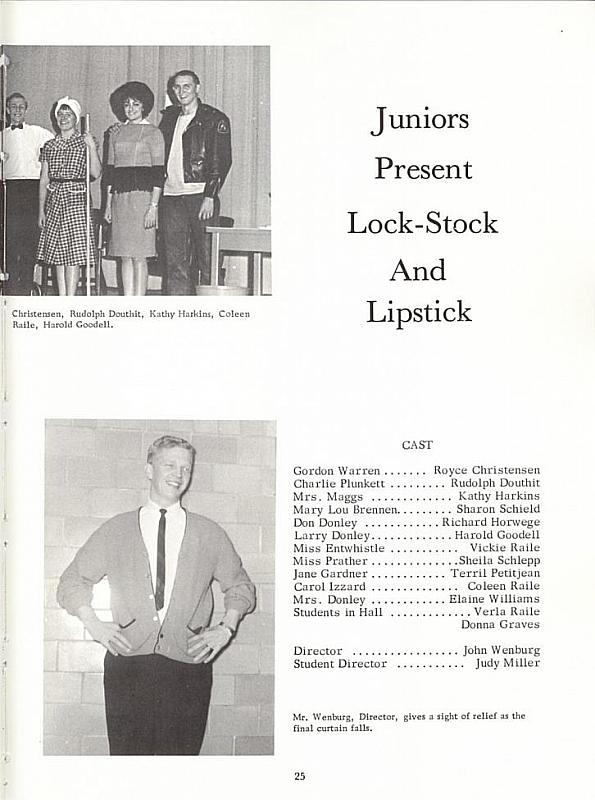 Juniors
Present
Lock-Stock
And
Lipstick
Christensen, Rudolph Douthit, Kathy Harkins, Coleen
Raile, Harold Goodell.
CAST
Gordon Warren ....... Royce Christensen
Charlie Plunkett ......... Rudolph Douthit
Mrs. Maggs ............. Kathy Harkins
Mary Lou Brennen......... Sharon Schield
Don Donley ............ Richard Horwege
Larry Donley............. Harold Goodell
Miss Entwhistle ........... Vickie Raile
Miss Prather .............. Sheila Schlepp
Jane Gardner ............ Terril Petitjean
Carol Izzard .............. Coleen Raile
Mrs. Donley ............ Elaine Williams
Students in Hall ............. Verla Raile
Donna Graves
Director ................. John Wenburg
Student Director ........... Judy Miller
Mr. Wenburg, Director, gives a sight of relief as the
final curtain falls.
25